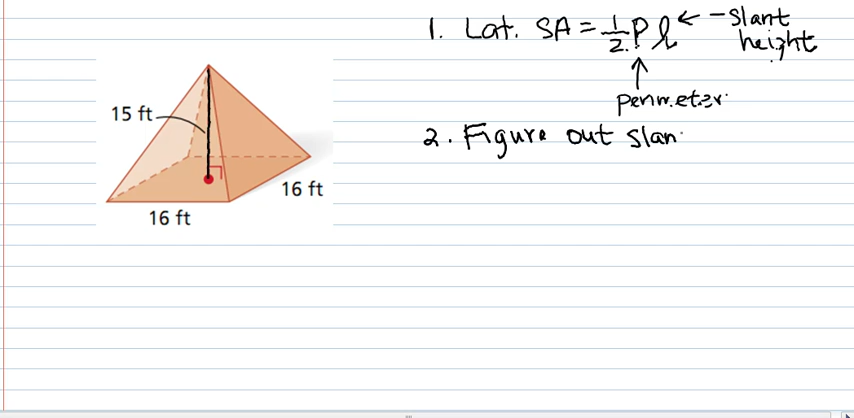 1. Lat. SA = 1/2 P l ← - slant
height
↑
perimeter
2. Figure out slan
15 ft
16 ft
16 ft